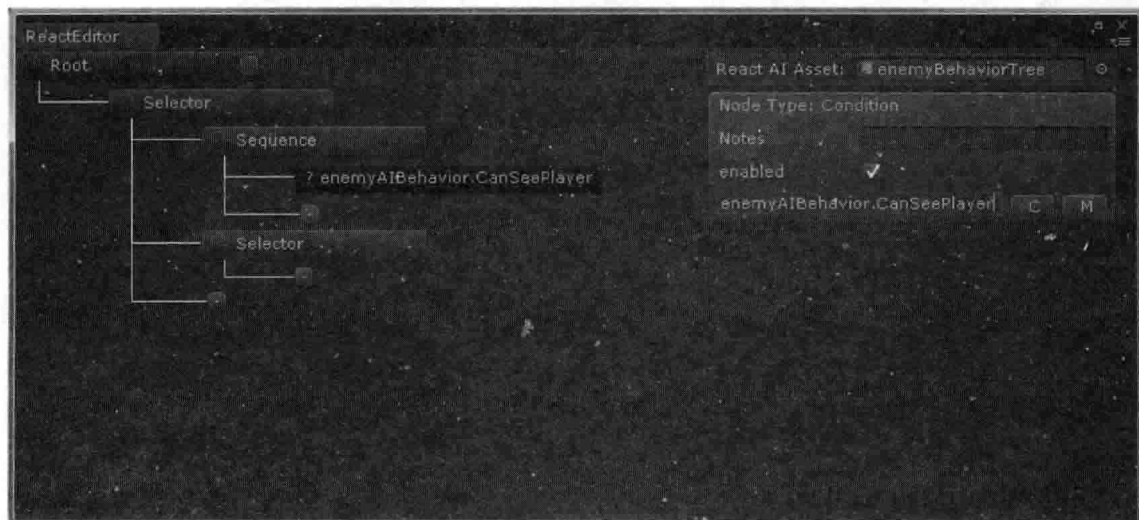 ReactEditor
Root
Selector
Sequence
? enemyAIBehavior.CanSeePlayer
Selector
React AI Asset: enemyBehaviorTree
Node Type: Condition
Notes
enabled
enemyAIBehavior.CanSeePlayer C M